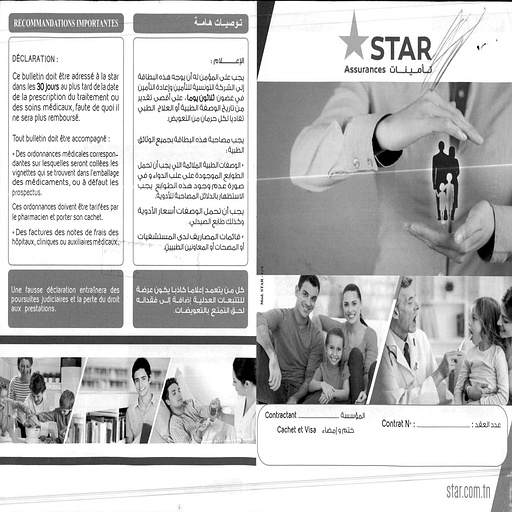 RECOMMANDATIONS IMPORTANTES
DÉCLARATION :
Ce bulletin doit être adressé à la star
dans les 30 jours au plus tard de la date
de la prescription du traitement ou
des soins médicaux, faute de quoi il
ne sera plus remboursé.
Tout bulletin doit être accompagné :
• Des ordonnances médicales correspon-
dantes sur lesquelles seront collées les
vignettes qui se trouvent dans l'emballage
des médicaments, ou à défaut les
prospectus.
Ces ordonnances doivent être tarifées par
le pharmacien et porter son cachet.
• Des factures des notes de frais des
hôpitaux, cliniques ou auxiliaires médicaux.
Une fausse déclaration entraînera des
poursuites judiciaires et la perte du droit
aux prestations.
توصيات هامة
الإعــلام :
يجب على المؤمن له أن يوجه هذه البطاقة
إلى الشركة التونسية للتأمين وإعادة التأمين
في غضون ثلاثون يوما، على أقصى تقدير
من تاريخ الوصفة الطبية أو العلاج الطبي
تفاديا لكل حرمان من التعويض.
يجب مصاحبة هذه البطاقة بجميع الوثائق
الطبية :
• الوصفات الطبية الملائمة التي يجب أن تحمل
الطوابع الموجودة على علب الدواء و في
صورة عدم وجود هذه الطوابع يجب
الاستظهار بالدلائل المصاحبة للأدوية.
يجب أن تحمل الوصفات أسعار الأدوية
وكذلك طابع الصيدلي.
• قائمات المصاريف لدى المستشفيات
أو المصحات أو المعاونين الطبيين.
كل من يتعمد إعلاما كاذبا يكون عرضة
للتتبعات العدلية إضافة إلى فقدانه
لحق التمتع بالتعويضات.
STAR
Assurances تأمينات
Contractant المؤسسة
Cachet et Visa ختم وإمضاء
Contrat N° : عدد العقد :
star.com.tn